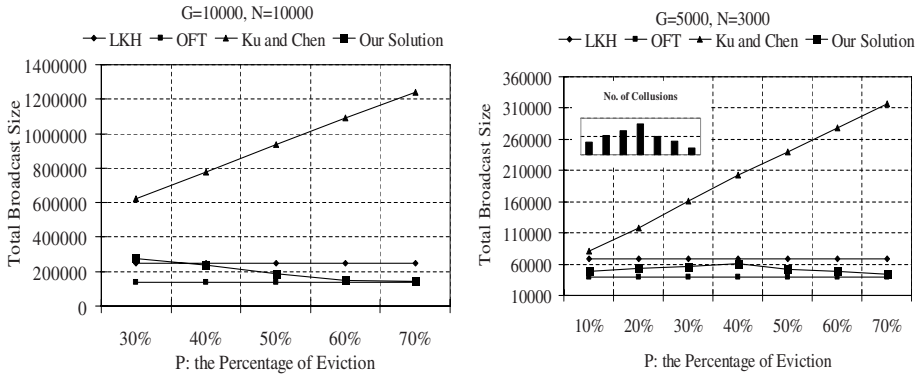 G=10000, N=10000
LKH OFT Ku and Chen Our Solution
Total Broadcast Size
1400000
1200000
1000000
800000
600000
400000
200000
0
30% 40% 50% 60% 70%
P: the Percentage of Eviction
G=5000, N=3000
LKH OFT Ku and Chen Our Solution
Total Broadcast Size
360000
310000
260000
210000
160000
110000
60000
10000
No. of Collusions
10% 20% 30% 40% 50% 60% 70%
P: the Percentage of Eviction